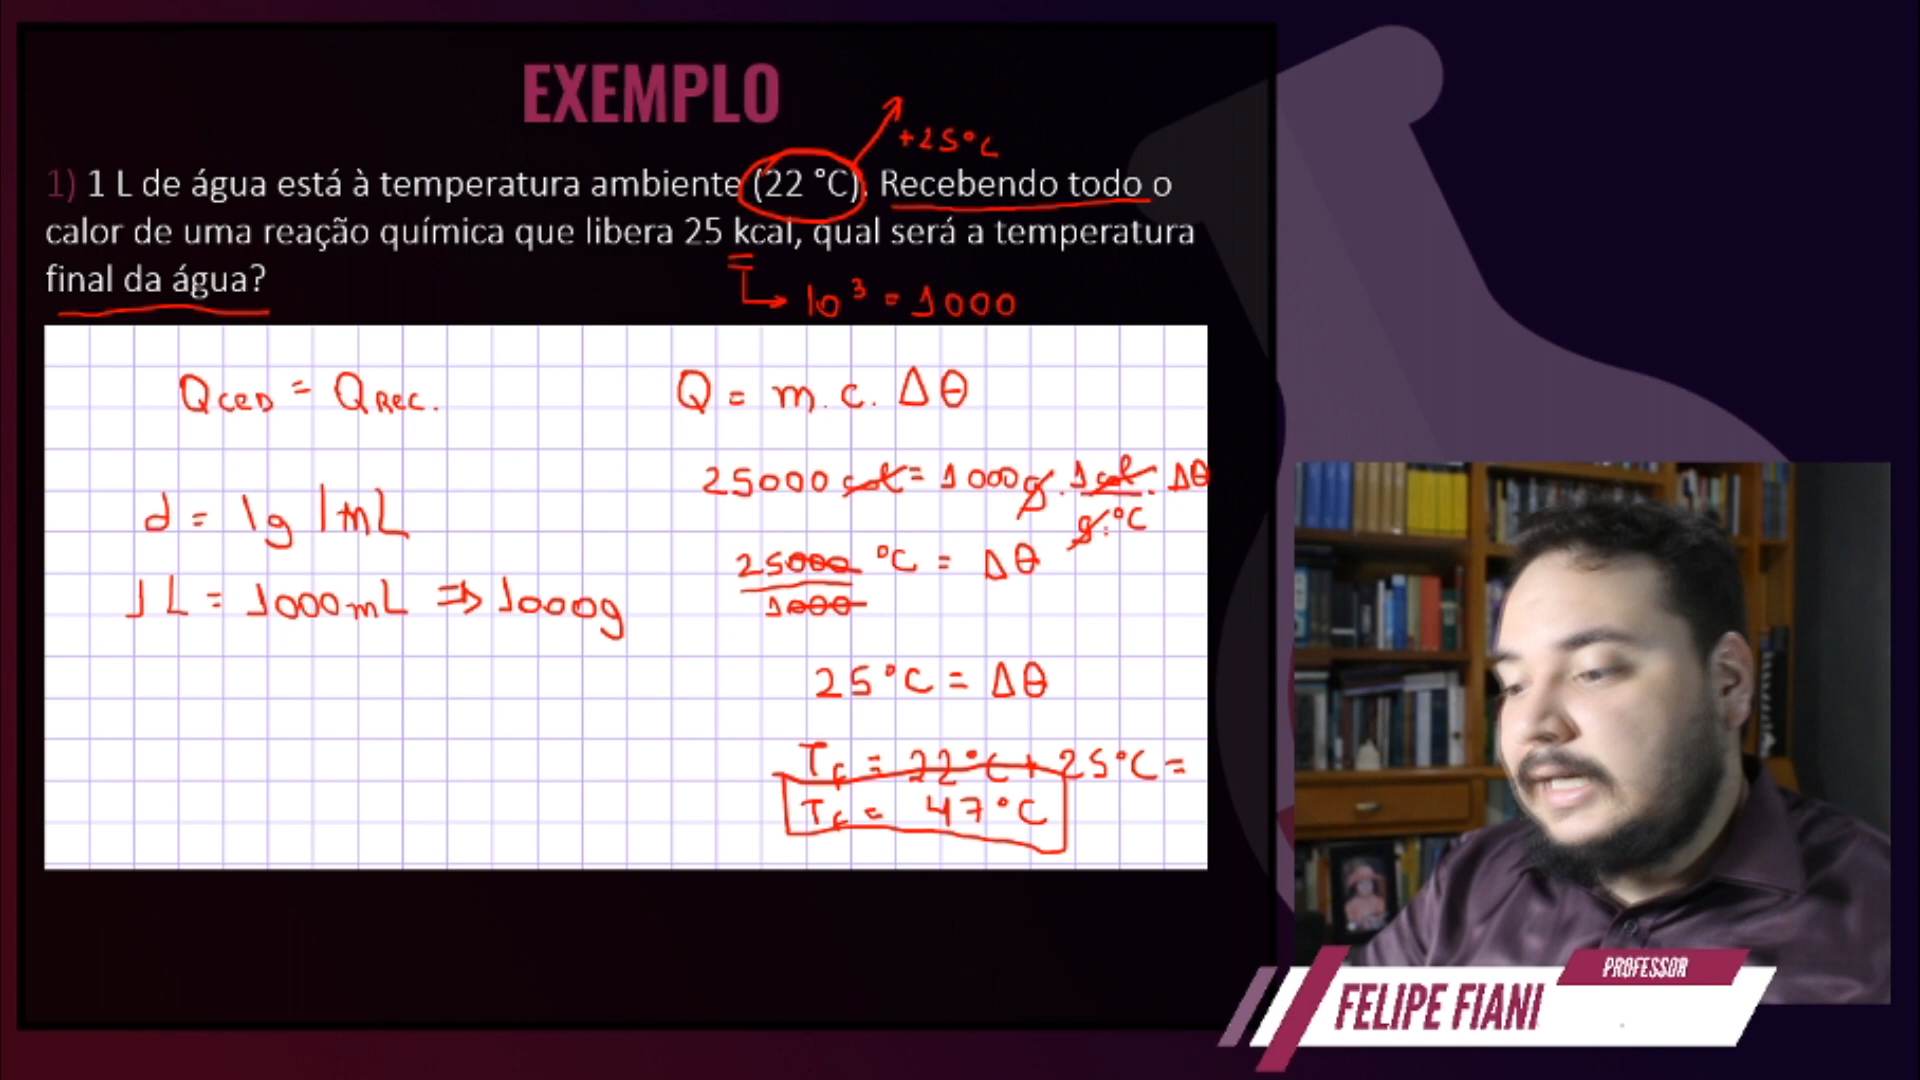 EXEMPLO
+25°C
1) 1 L de água está à temperatura ambiente (22 °C). Recebendo todo o
calor de uma reação química que libera 25 kcal, qual será a temperatura
final da água?
10³ = 1000
QCED = QREC.
Q = m.c. Δθ
25000 cal = 1000g. 1cal. Δθ
g.°C
d = 1g/mL
25000 °C = Δθ
1000
1L = 1000mL => 1000g
25°C = Δθ
Tf = 22°C + 25°C =
Tf = 47°C
PROFESSOR
FELIPE FIANI